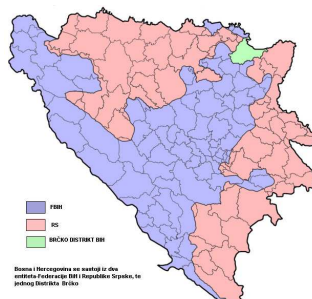 FBIH
RS
BRČKO DISTRIKT BIH
Bosna i Hercegovina se sastoji iz dva
entiteta Federacije BiH i Republike Srpske, te
jednog Distrikta Brčko